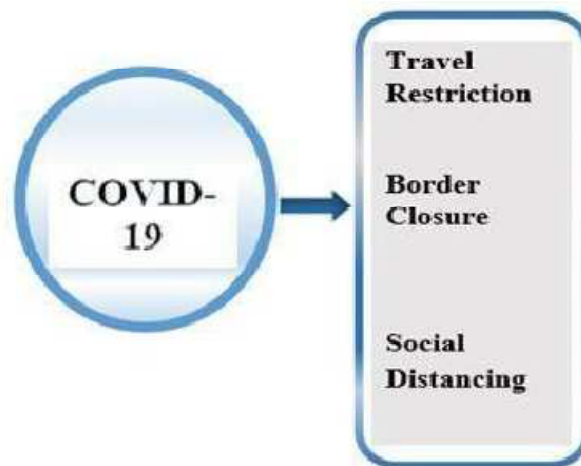 COVID-
19
Travel
Restriction
Border
Closure
Social
Distancing